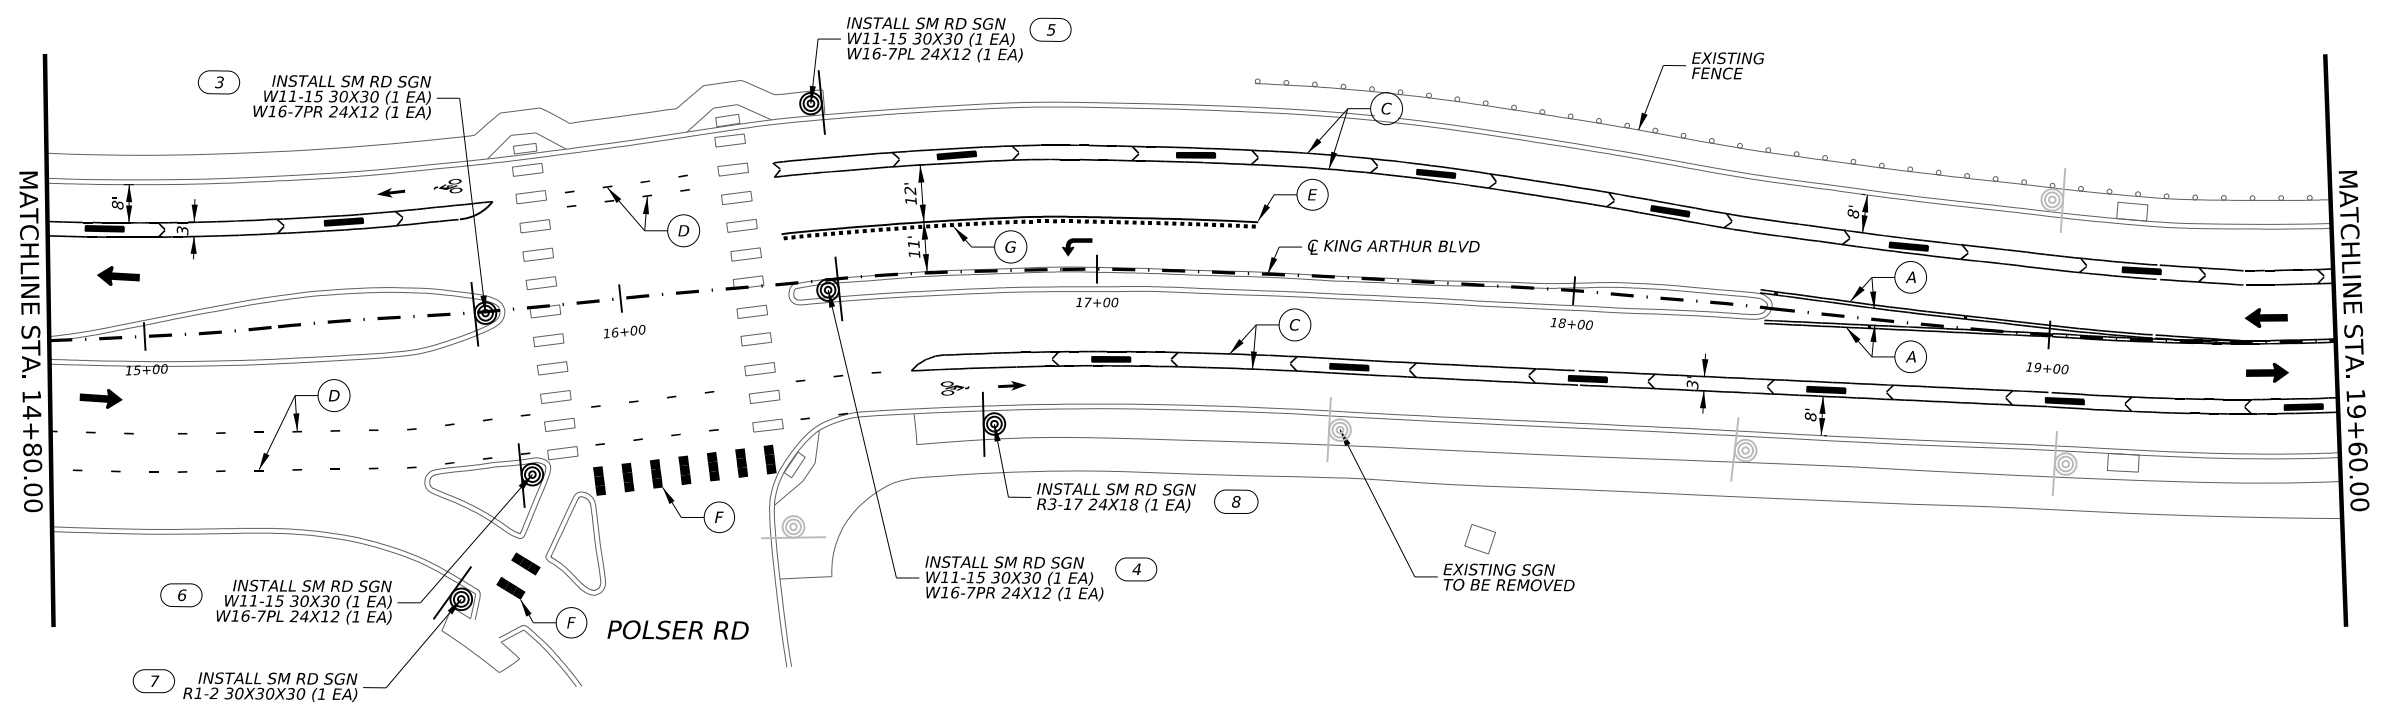 INSTALL SM RD SGN
W11-15 30X30 (1 EA)
W16-7PL 24X12 (1 EA)
5
EXISTING
FENCE
3
INSTALL SM RD SGN
W11-15 30X30 (1 EA)
W16-7PR 24X12 (1 EA)
C
MATCHLINE STA. 14+80.00
MATCHLINE STA. 19+60.00
8'
3'
D
12'
11'
E
G
℄ KING ARTHUR BLVD
8'
A
15+00
16+00
17+00
18+00
19+00
C
A
D
3'
8'
F
INSTALL SM RD SGN
R3-17 24X18 (1 EA)
8
INSTALL SM RD SGN
W11-15 30X30 (1 EA)
W16-7PR 24X12 (1 EA)
4
EXISTING SGN
TO BE REMOVED
6
INSTALL SM RD SGN
W11-15 30X30 (1 EA)
W16-7PL 24X12 (1 EA)
F
POLSER RD
7
INSTALL SM RD SGN
R1-2 30X30X30 (1 EA)